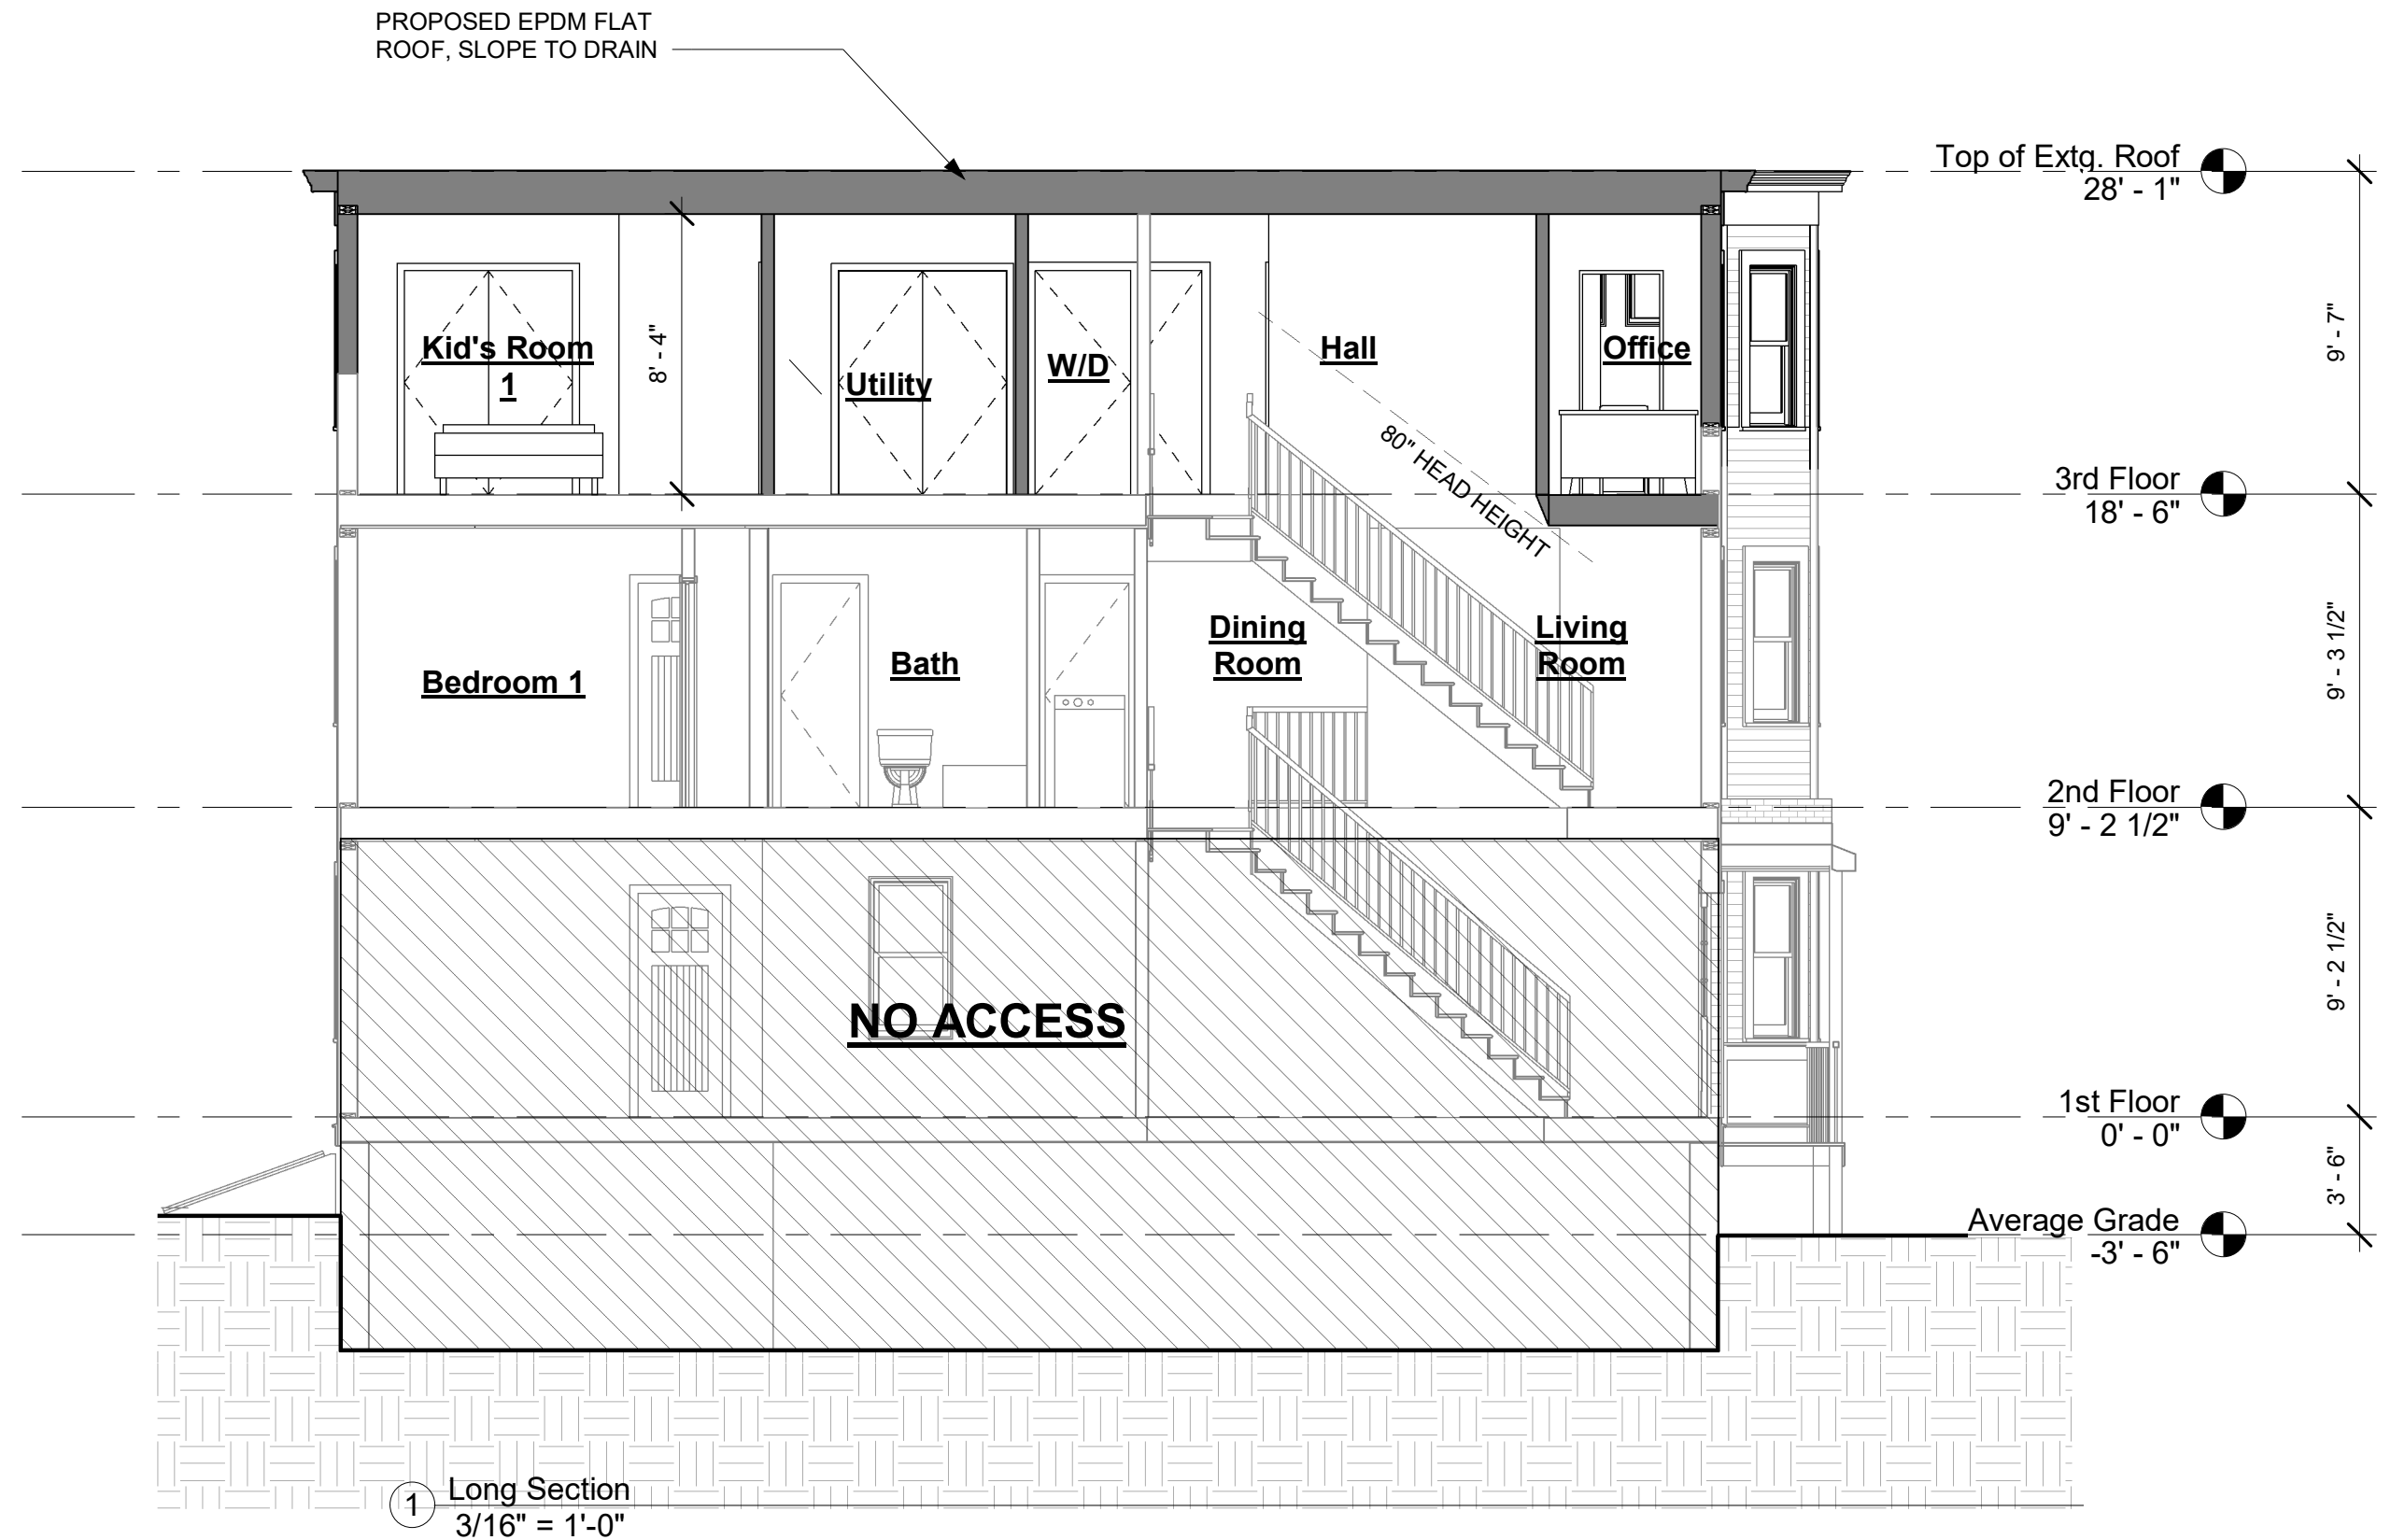 PROPOSED EPDM FLAT
ROOF, SLOPE TO DRAIN
Top of Extg. Roof
28' - 1"
9' - 7"
8' - 4"
Kid's Room
1
Utility
W/D
Hall
Office
80" HEAD HEIGHT
3rd Floor
18' - 6"
9' - 3 1/2"
Bedroom 1
Bath
Dining
Room
Living
Room
2nd Floor
9' - 2 1/2"
9' - 2 1/2"
NO ACCESS
1st Floor
0' - 0"
3' - 6"
Average Grade
-3' - 6"
1
Long Section
3/16" = 1'-0"